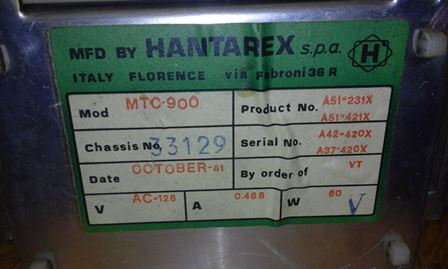 MFD BY HANTAREX s.p.a. H
ITALY FLORENCE via Fabroni 36 R
Mod MTC-900 Product No. A51-231X
A51-421X
Chassis No. 33129 Serial No. A42-420X
A37-420X
Date OCTOBER-81 By order of VT
V AC-128 A 0.468 W 60 V